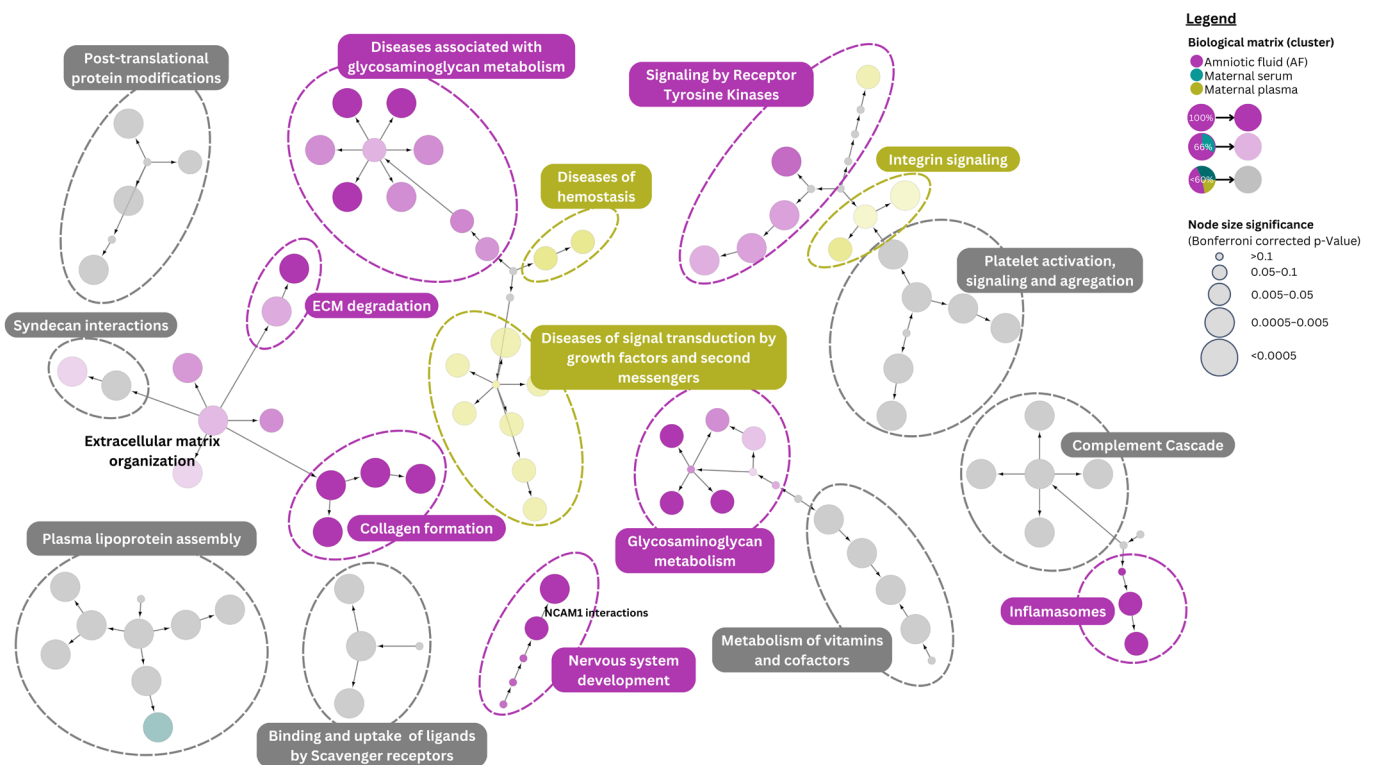 Legend
Biological matrix (cluster)
Amniotic fluid (AF)
Maternal serum
Maternal plasma
100%
66%
<60%
Node size significance
(Bonferroni corrected p-Value)
>0.1
0.05-0.1
0.005-0.05
0.0005-0.005
<0.0005
Post-translational
protein modifications
Diseases associated with
glycosaminoglycan metabolism
Signaling by Receptor
Tyrosine Kinases
Integrin signaling
Diseases of
hemostasis
Platelet activation,
signaling and agregation
ECM degradation
Syndecan interactions
Diseases of signal transduction by
growth factors and second
messengers
Extracellular matrix
organization
Complement Cascade
Collagen formation
Glycosaminoglycan
metabolism
Plasma lipoprotein assembly
NCAM1 interactions
Inflamasomes
Metabolism of vitamins
and cofactors
Nervous system
development
Binding and uptake of ligands
by Scavenger receptors